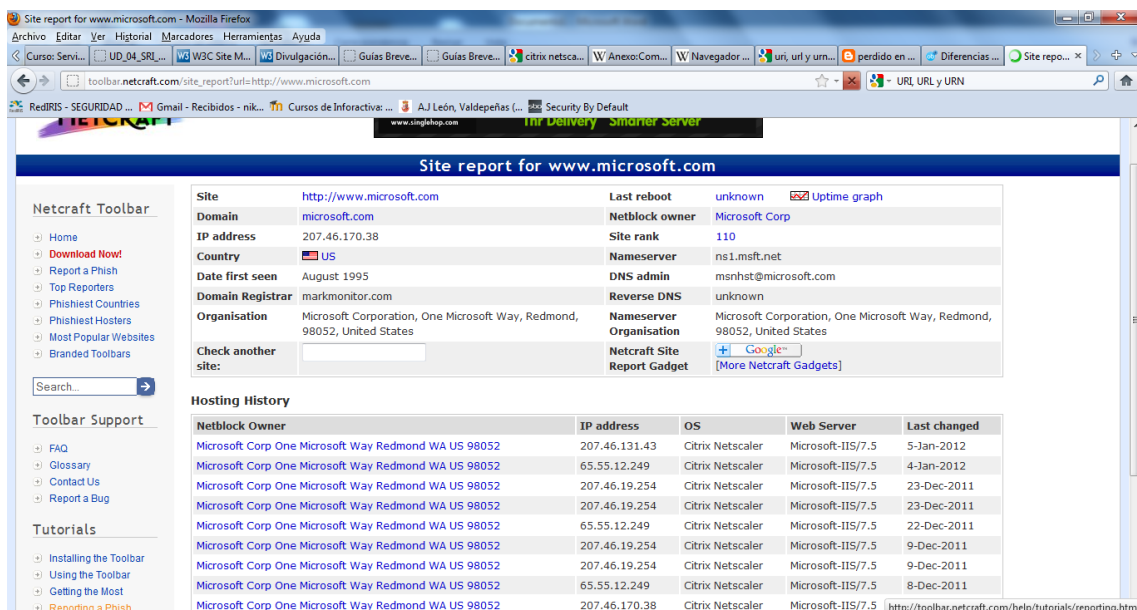 Site report for www.microsoft.com - Mozilla Firefox
Archivo Editar Ver Historial Marcadores Herramientas Ayuda
Curso: Servi... UD_04_SRI_... W3C Site M... Divulgación... Guías Breve... Guías Breve... citrix netsca... Anexo:Com... Navegador ... uri, url y urn... perdido en ... Diferencias ... Site repo...
toolbar.netcraft.com/site_report?url=http://www.microsoft.com URI, URL y URN
RedIRIS - SEGURIDAD ... Gmail - Recibidos - nik... Cursos de Inforactiva: ... A.J León, Valdepeñas (... Security By Default
NETCRAFT www.singlehop.com 1hr Delivery Smarter Server
Site report for www.microsoft.com
Netcraft Toolbar
Home
Download Now!
Report a Phish
Top Reporters
Phishiest Countries
Phishiest Hosters
Most Popular Websites
Branded Toolbars
Search...
Toolbar Support
FAQ
Glossary
Contact Us
Report a Bug
Tutorials
Installing the Toolbar
Using the Toolbar
Getting the Most
Reporting a Phish
Site http://www.microsoft.com Last reboot unknown Uptime graph
Domain microsoft.com Netblock owner Microsoft Corp
IP address 207.46.170.38 Site rank 110
Country US Nameserver ns1.msft.net
Date first seen August 1995 DNS admin msnhst@microsoft.com
Domain Registrar markmonitor.com Reverse DNS unknown
Organisation Microsoft Corporation, One Microsoft Way, Redmond, Nameserver Microsoft Corporation, One Microsoft Way, Redmond,
98052, United States Organisation 98052, United States
Check another Netcraft Site Google
site: Report Gadget [More Netcraft Gadgets]
Hosting History
Netblock Owner IP address OS Web Server Last changed
Microsoft Corp One Microsoft Way Redmond WA US 98052 207.46.131.43 Citrix Netscaler Microsoft-IIS/7.5 5-Jan-2012
Microsoft Corp One Microsoft Way Redmond WA US 98052 65.55.12.249 Citrix Netscaler Microsoft-IIS/7.5 4-Jan-2012
Microsoft Corp One Microsoft Way Redmond WA US 98052 207.46.19.254 Citrix Netscaler Microsoft-IIS/7.5 23-Dec-2011
Microsoft Corp One Microsoft Way Redmond WA US 98052 207.46.19.254 Citrix Netscaler Microsoft-IIS/7.5 23-Dec-2011
Microsoft Corp One Microsoft Way Redmond WA US 98052 65.55.12.249 Citrix Netscaler Microsoft-IIS/7.5 22-Dec-2011
Microsoft Corp One Microsoft Way Redmond WA US 98052 207.46.19.254 Citrix Netscaler Microsoft-IIS/7.5 9-Dec-2011
Microsoft Corp One Microsoft Way Redmond WA US 98052 207.46.19.254 Citrix Netscaler Microsoft-IIS/7.5 9-Dec-2011
Microsoft Corp One Microsoft Way Redmond WA US 98052 65.55.12.249 Citrix Netscaler Microsoft-IIS/7.5 8-Dec-2011
Microsoft Corp One Microsoft Way Redmond WA US 98052 207.46.170.38 Citrix Netscaler Microsoft-IIS/7.5
http://toolbar.netcraft.com/help/tutorials/reporting.htm